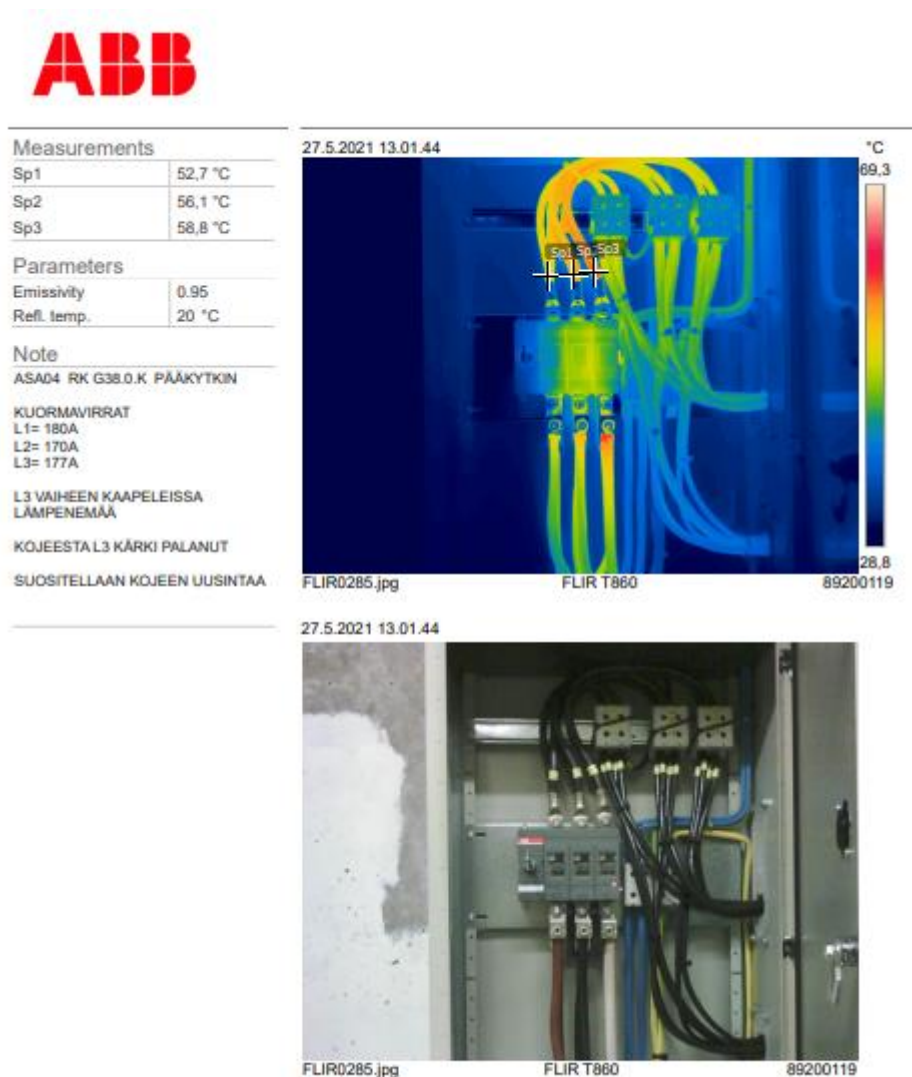 ABB
Measurements
Sp1 52,7 °C
Sp2 56,1 °C
Sp3 58,8 °C
Parameters
Emissivity 0.95
Refl. temp. 20 °C
Note
ASA04 RK G38.0.K PÄÄKYTKIN
KUORMAVIRRAT
L1= 180A
L2= 170A
L3= 177A
L3 VAIHEEN KAAPELEISSA
LÄMPENEMÄÄ
KOJEESTA L3 KÄRKI PALANUT
SUOSITELLAAN KOJEEN UUSINTAA
27.5.2021 13.01.44
°C
69,3
Sp1 Sp Sp3
28,8
FLIR0285.jpg FLIR T860 89200119
27.5.2021 13.01.44
FLIR0285.jpg FLIR T860 89200119